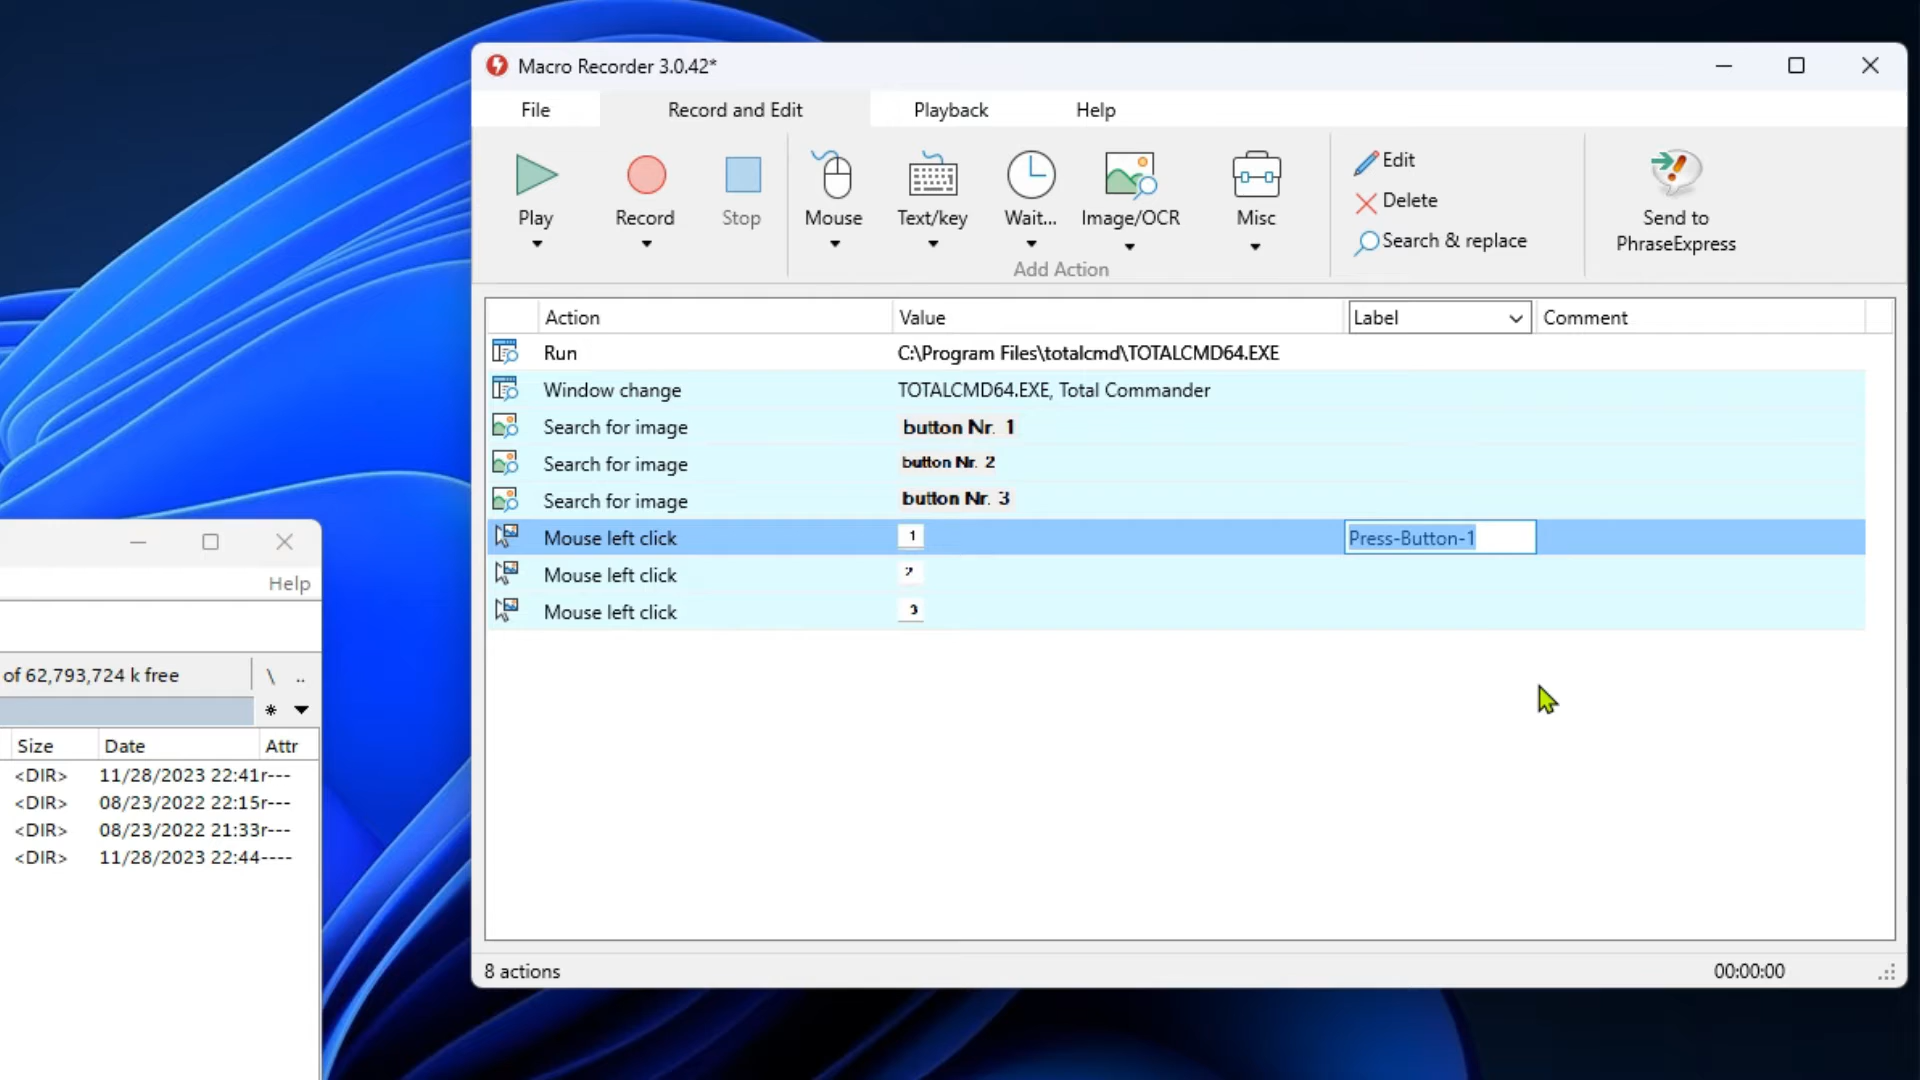 Macro Recorder 3.0.42*
File Record and Edit Playback Help
Play Record Stop Mouse Text/key Wait... Image/OCR Misc
Add Action
Edit
Delete
Search & replace
Send to
PhraseExpress
Action Value Label Comment
Run C:\Program Files\totalcmd\TOTALCMD64.EXE
Window change TOTALCMD64.EXE, Total Commander
Search for image button Nr. 1
Search for image button Nr. 2
Search for image button Nr. 3
Mouse left click 1 Press-Button-1
Mouse left click 2
Mouse left click 3
8 actions 00:00:00
Help
of 62,793,724 k free \ ..
*
Size Date Attr
<DIR> 11/28/2023 22:41 r---
<DIR> 08/23/2022 22:15 r---
<DIR> 08/23/2022 21:33 r---
<DIR> 11/28/2023 22:44 ----